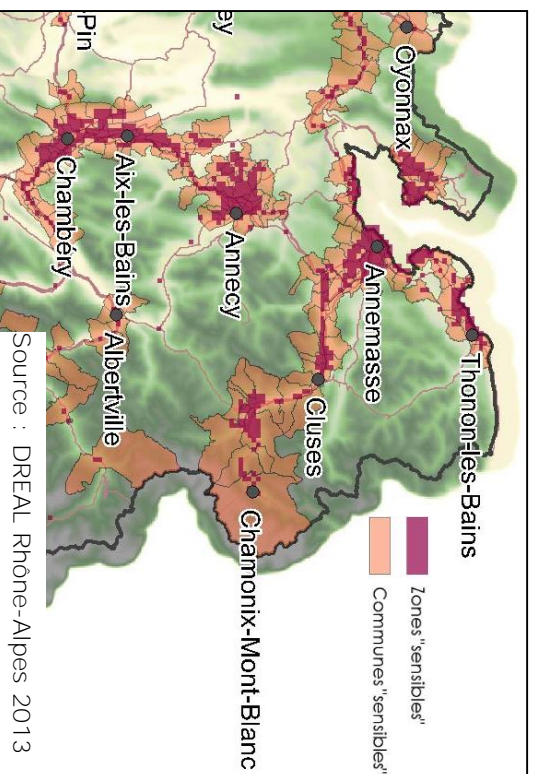 Thonon-les-Bains
Oyonnax
Annemasse
Cluses
ey
Annecy
Chamonix-Mont-Blanc
-Pin
Aix-les-Bains
Albertville
Chambéry
Zones "sensibles"
Communes "sensibles"
Source : DREAL Rhône-Alpes 2013